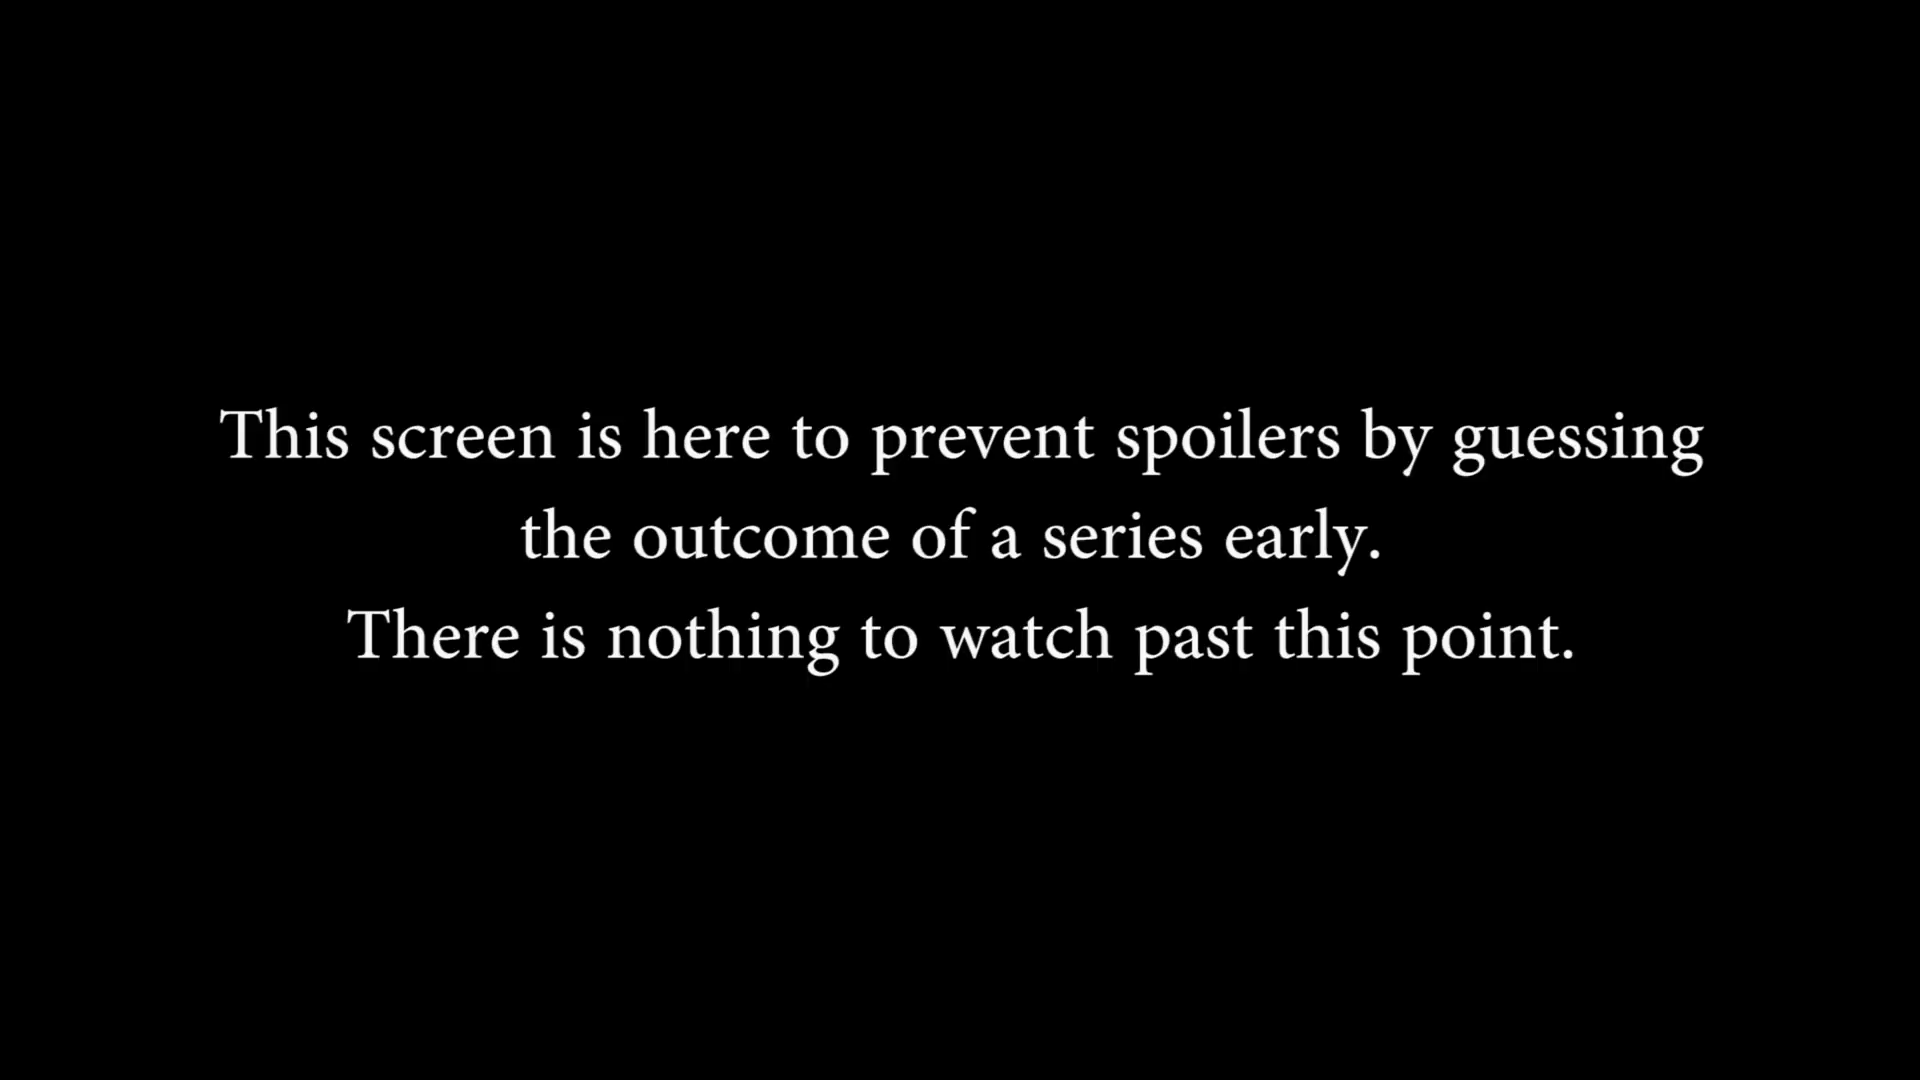 This screen is here to prevent spoilers by guessing
the outcome of a series early.
There is nothing to watch past this point.